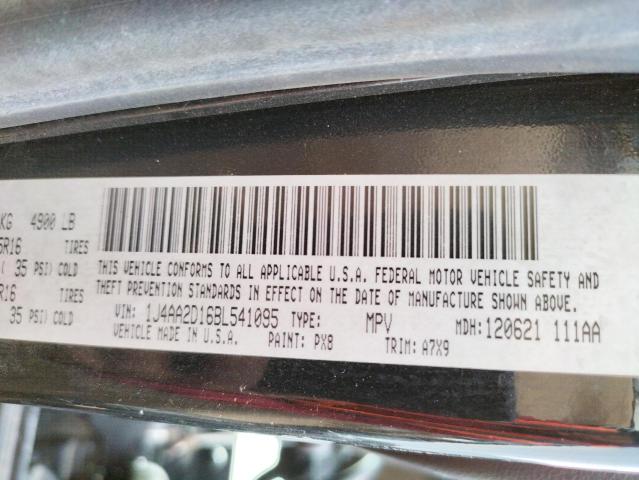 KG 4900 LB
5R16 TIRES
( 35 PSI) COLD
R16 TIRES
35 PSI) COLD
THIS VEHICLE CONFORMS TO ALL APPLICABLE U.S.A. FEDERAL MOTOR VEHICLE SAFETY AND
THEFT PREVENTION STANDARDS IN EFFECT ON THE DATE OF MANUFACTURE SHOWN ABOVE.
VIN: 1J4AA2D16BL541095 TYPE: MPV MDH:120621 111AA
VEHICLE MADE IN U.S.A. PAINT: PX8 TRIM: A7X9